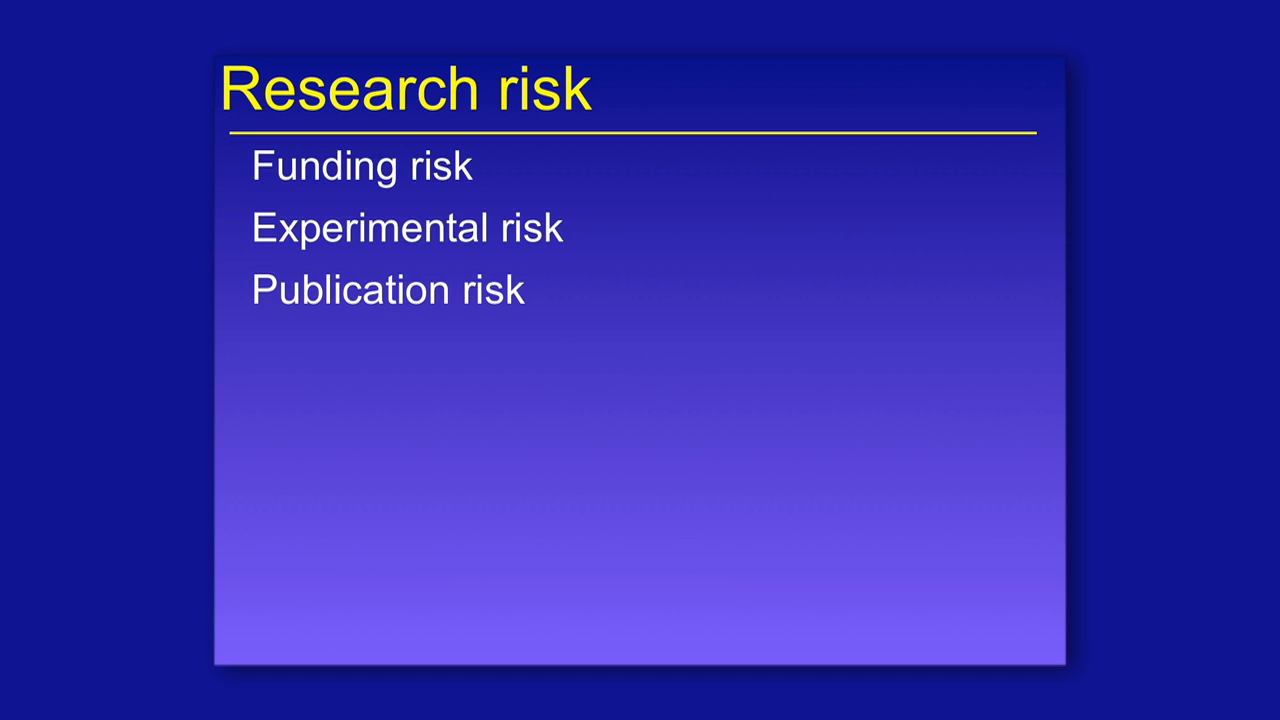 Research risk
Funding risk
Experimental risk
Publication risk